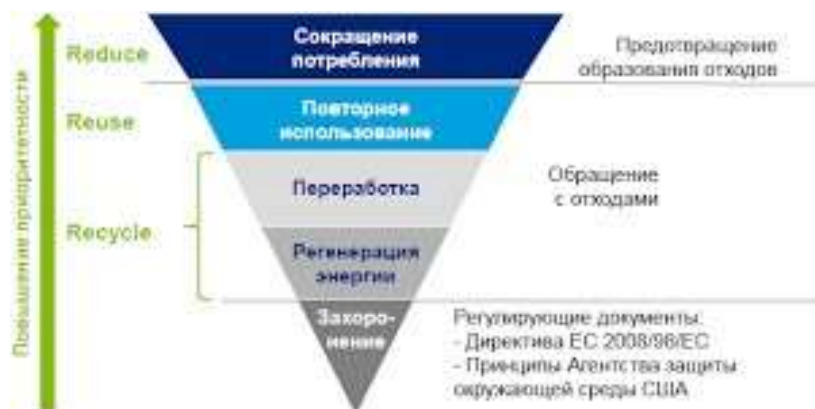 Повышение приоритетности
Reduce
Сокращение
потребления
Предотвращение
образования отходов
Reuse
Повторное
использование
Recycle
Переработка
Обращение
с отходами
Регенерация
энергии
Захоро-
нение
Регулирующие документы:
- Директива ЕС 2008/98/ЕС
- Принципы Агентства защиты
окружающей среды США